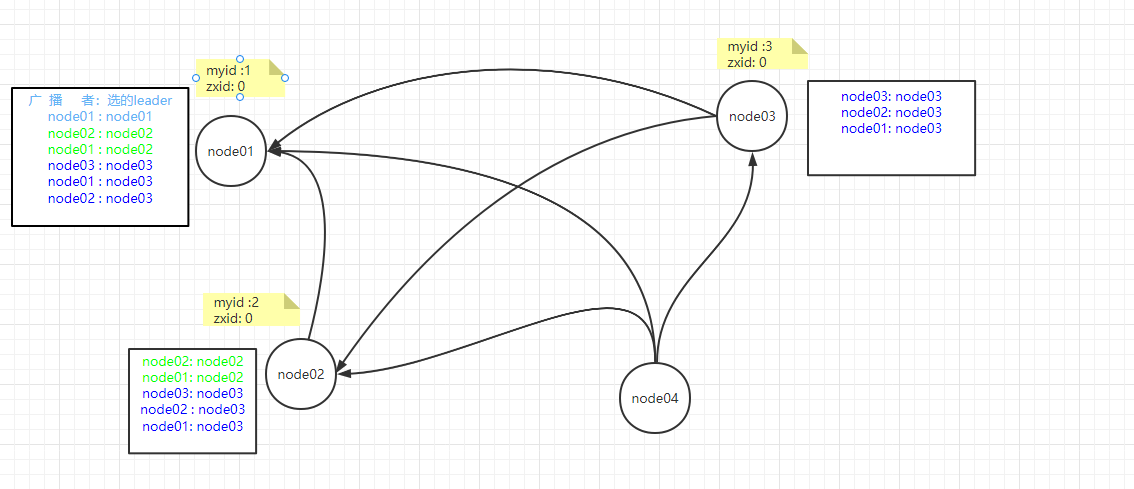 myid :1
zxid: 0
广 播 者：选的leader
node01 : node01
node02 : node02
node01 : node02
node03 : node03
node01 : node03
node02 : node03
node01
myid :3
zxid: 0
node03
node03: node03
node02: node03
node01: node03
myid :2
zxid: 0
node02: node02
node01: node02
node03: node03
node02 : node03
node01: node03
node02
node04